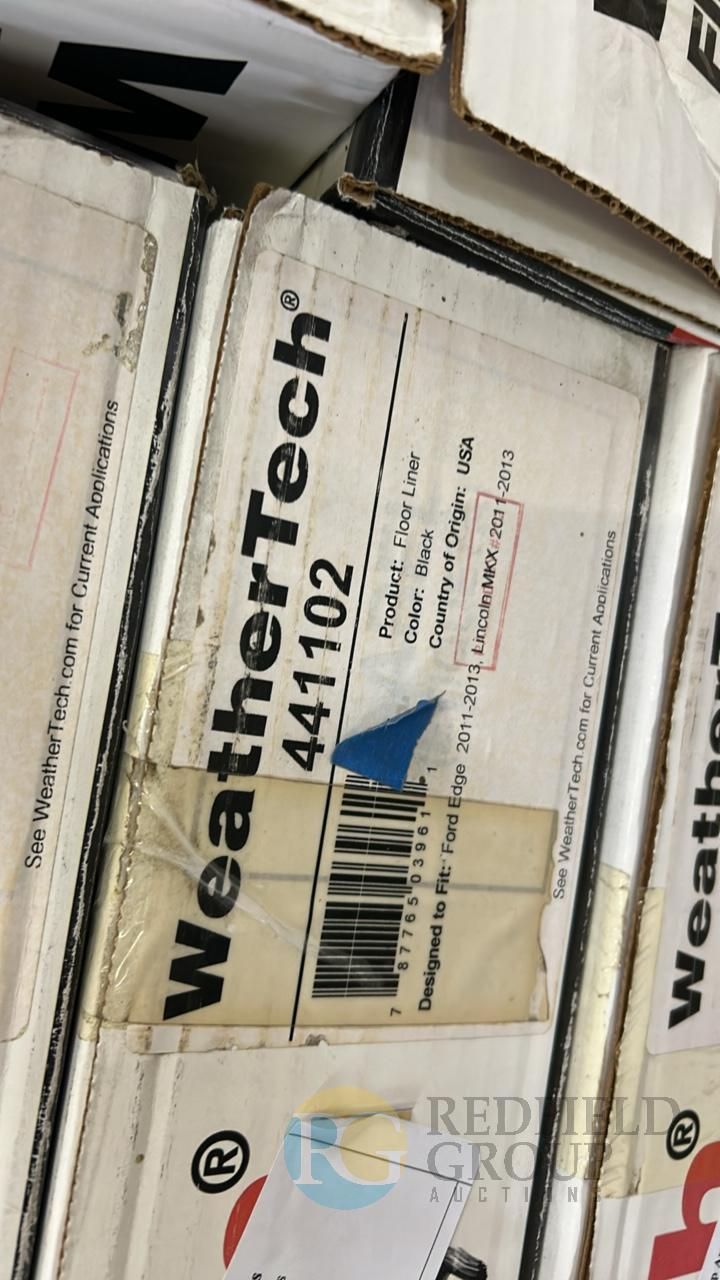 WeatherTech®
441102
Product: Floor Liner
Color: Black
Country of Origin: USA
7 87765 03961 1
Designed to Fit: Ford Edge 2011-2013, Lincoln MKX 2011-2013
See WeatherTech.com for Current Applications
See WeatherTech.com for Current Applications
WeatherT
®
®
h
W
RG
REDFIELD
GROUP
AUCTIONS